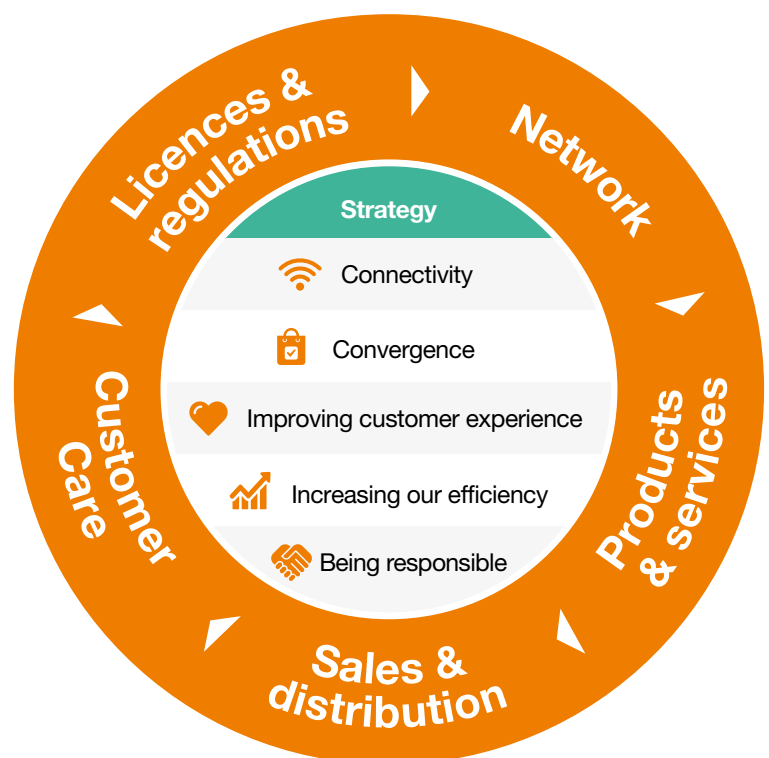 Licences &
regulations
Network
Products
& services
Sales &
distribution
Customer
Care
Strategy
Connectivity
Convergence
Improving customer experience
Increasing our efficiency
Being responsible